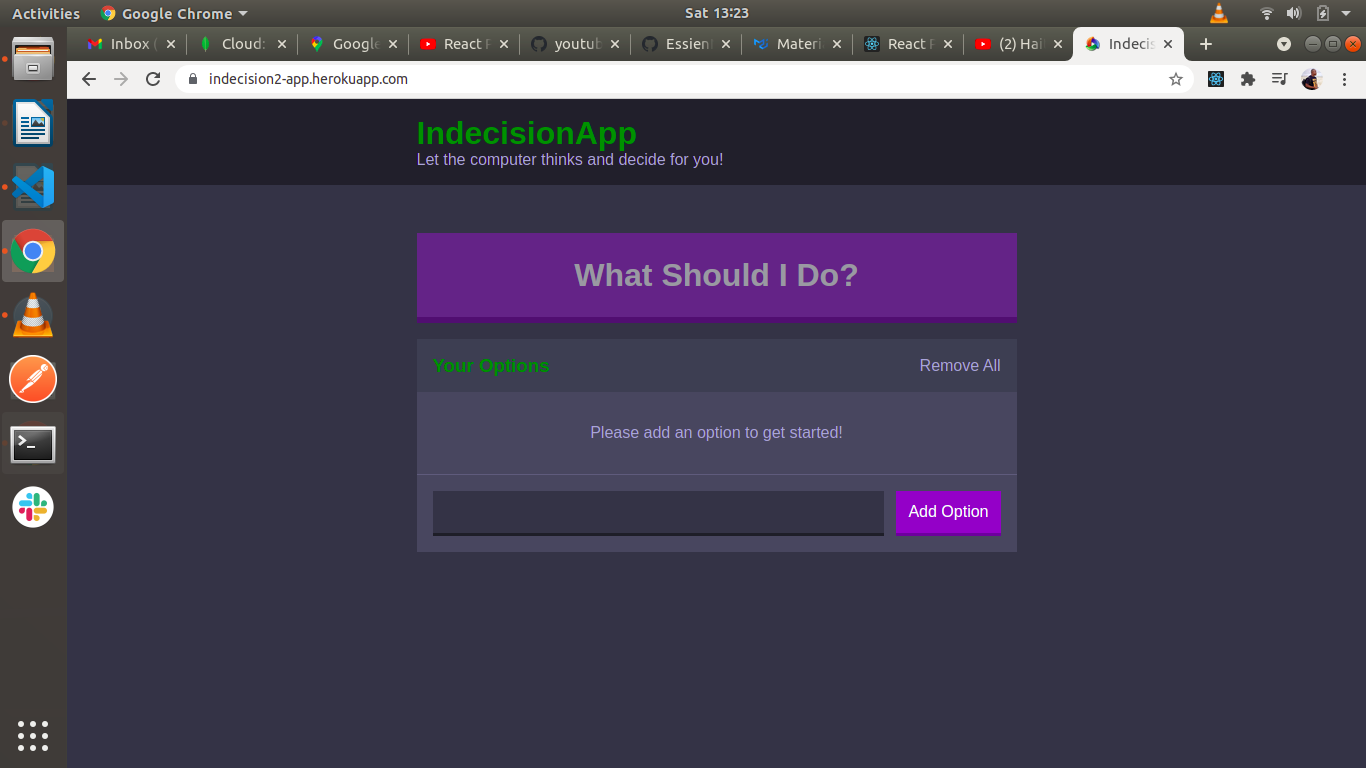 Activities
Google Chrome
Sat 13:23
Inbox (
Cloud:
Google
React F
youtub
Essien
Materi
React F
(2) Hai
Indecis
indecision2-app.herokuapp.com
IndecisionApp
Let the computer thinks and decide for you!
What Should I Do?
Your Options
Remove All
Please add an option to get started!
Add Option